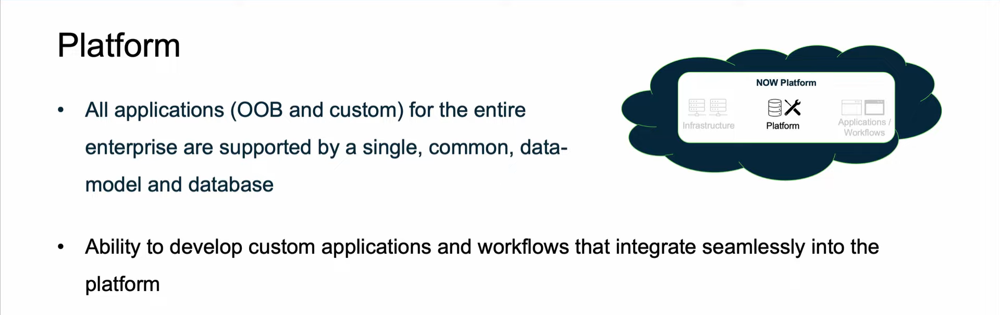 Platform
• All applications (OOB and custom) for the entire
enterprise are supported by a single, common, data-
model and database
• Ability to develop custom applications and workflows that integrate seamlessly into the
platform
NOW Platform
Infrastructure
Platform
Applications /
Workflows